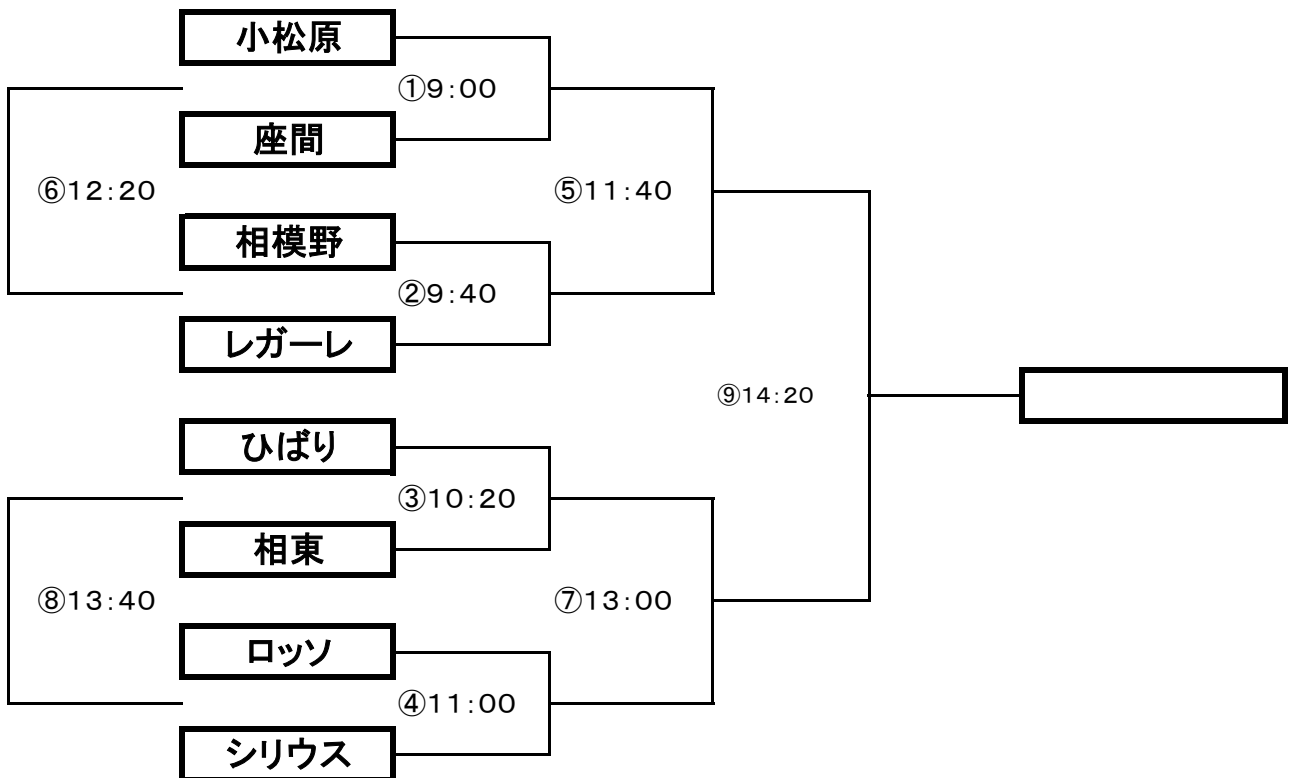 小松原
①9:00
座間
⑥12:20
⑤11:40
相模野
②9:40
レガーレ
⑨14:20
ひばり
③10:20
相東
⑧13:40
⑦13:00
ロッソ
④11:00
シリウス